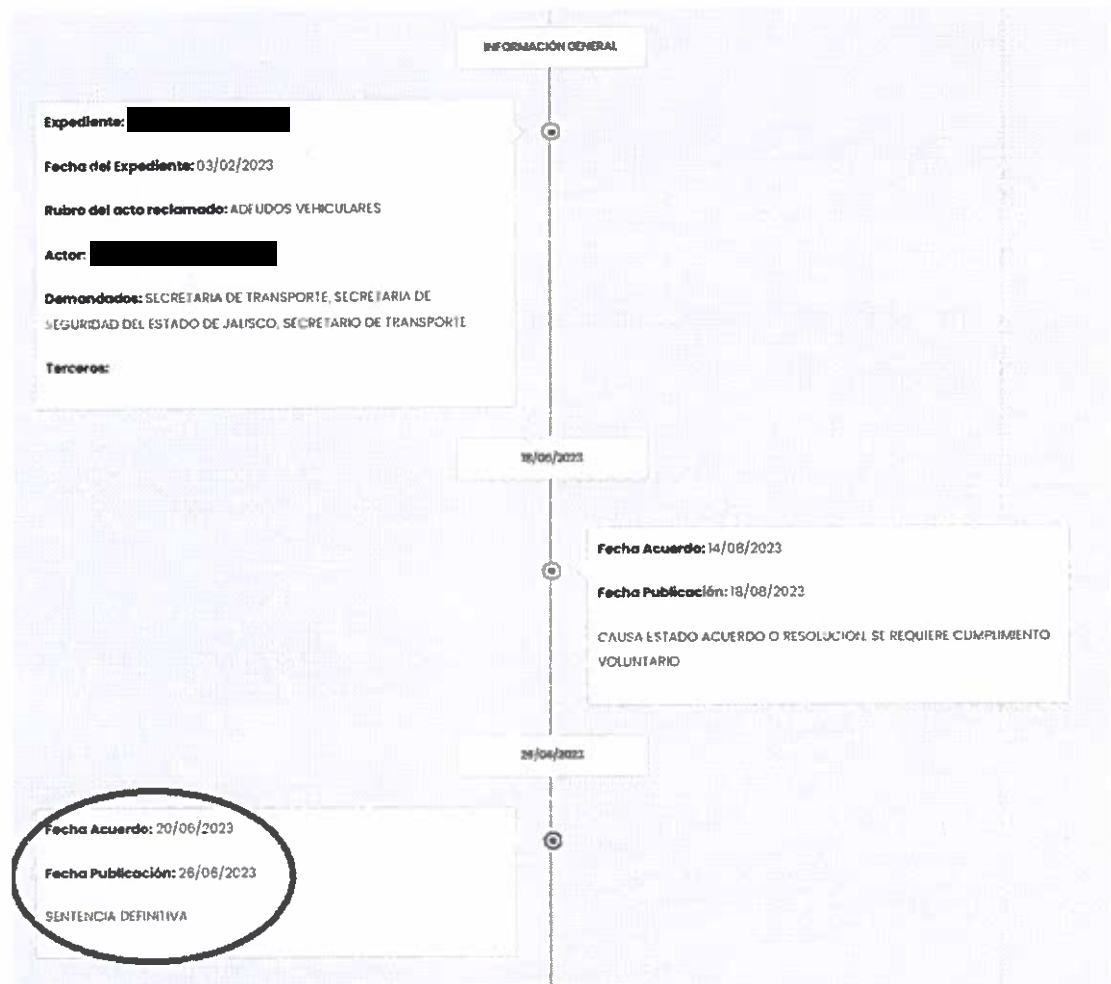 INFORMACIÓN GENERAL
Expediente:
Fecha del Expediente: 03/02/2023
Rubro del acto reclamado: ADEUDOS VEHICULARES
Actor:
Demandados: SECRETARIA DE TRANSPORTE, SECRETARIA DE
SEGURIDAD DEL ESTADO DE JALISCO, SECRETARIO DE TRANSPORTE
Terceros:
18/08/2023
Fecha Acuerdo: 14/08/2023
Fecha Publicación: 18/08/2023
CAUSA ESTADO ACUERDO O RESOLUCION, SE REQUIERE CUMPLIMIENTO
VOLUNTARIO
26/06/2023
Fecha Acuerdo: 20/06/2023
Fecha Publicación: 26/06/2023
SENTENCIA DEFINITIVA